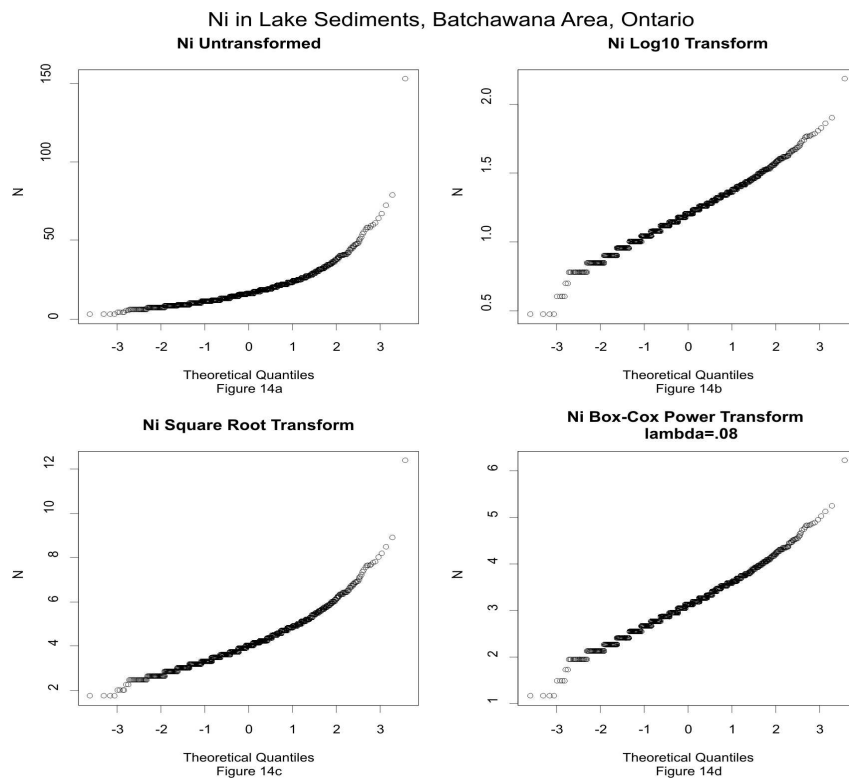 Ni in Lake Sediments, Batchawana Area, Ontario
Ni Untransformed
N
150
100
50
0
-3 -2 -1 0 1 2 3
Theoretical Quantiles
Figure 14a
Ni Log10 Transform
N
2.0
1.5
1.0
0.5
-3 -2 -1 0 1 2 3
Theoretical Quantiles
Figure 14b
Ni Square Root Transform
N
12
10
8
6
4
2
-3 -2 -1 0 1 2 3
Theoretical Quantiles
Figure 14c
Ni Box-Cox Power Transform
lambda=.08
N
6
5
4
3
2
1
-3 -2 -1 0 1 2 3
Theoretical Quantiles
Figure 14d